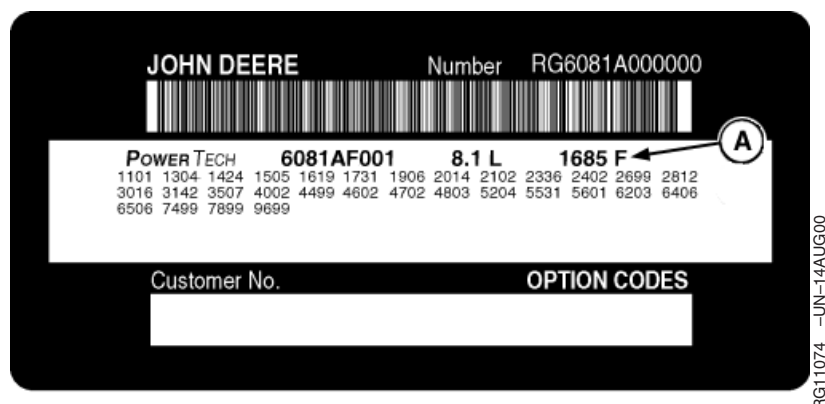 JOHN DEERE Number RG6081A000000
POWERTECH 6081AF001 8.1 L 1685 F
A
1101 1304 1424 1505 1619 1731 1906 2014 2102 2336 2402 2699 2812
3016 3142 3507 4002 4499 4602 4702 4803 5204 5531 5601 6203 6406
6506 7499 7899 9699
Customer No. OPTION CODES
RG11074 –UN–14AUG00